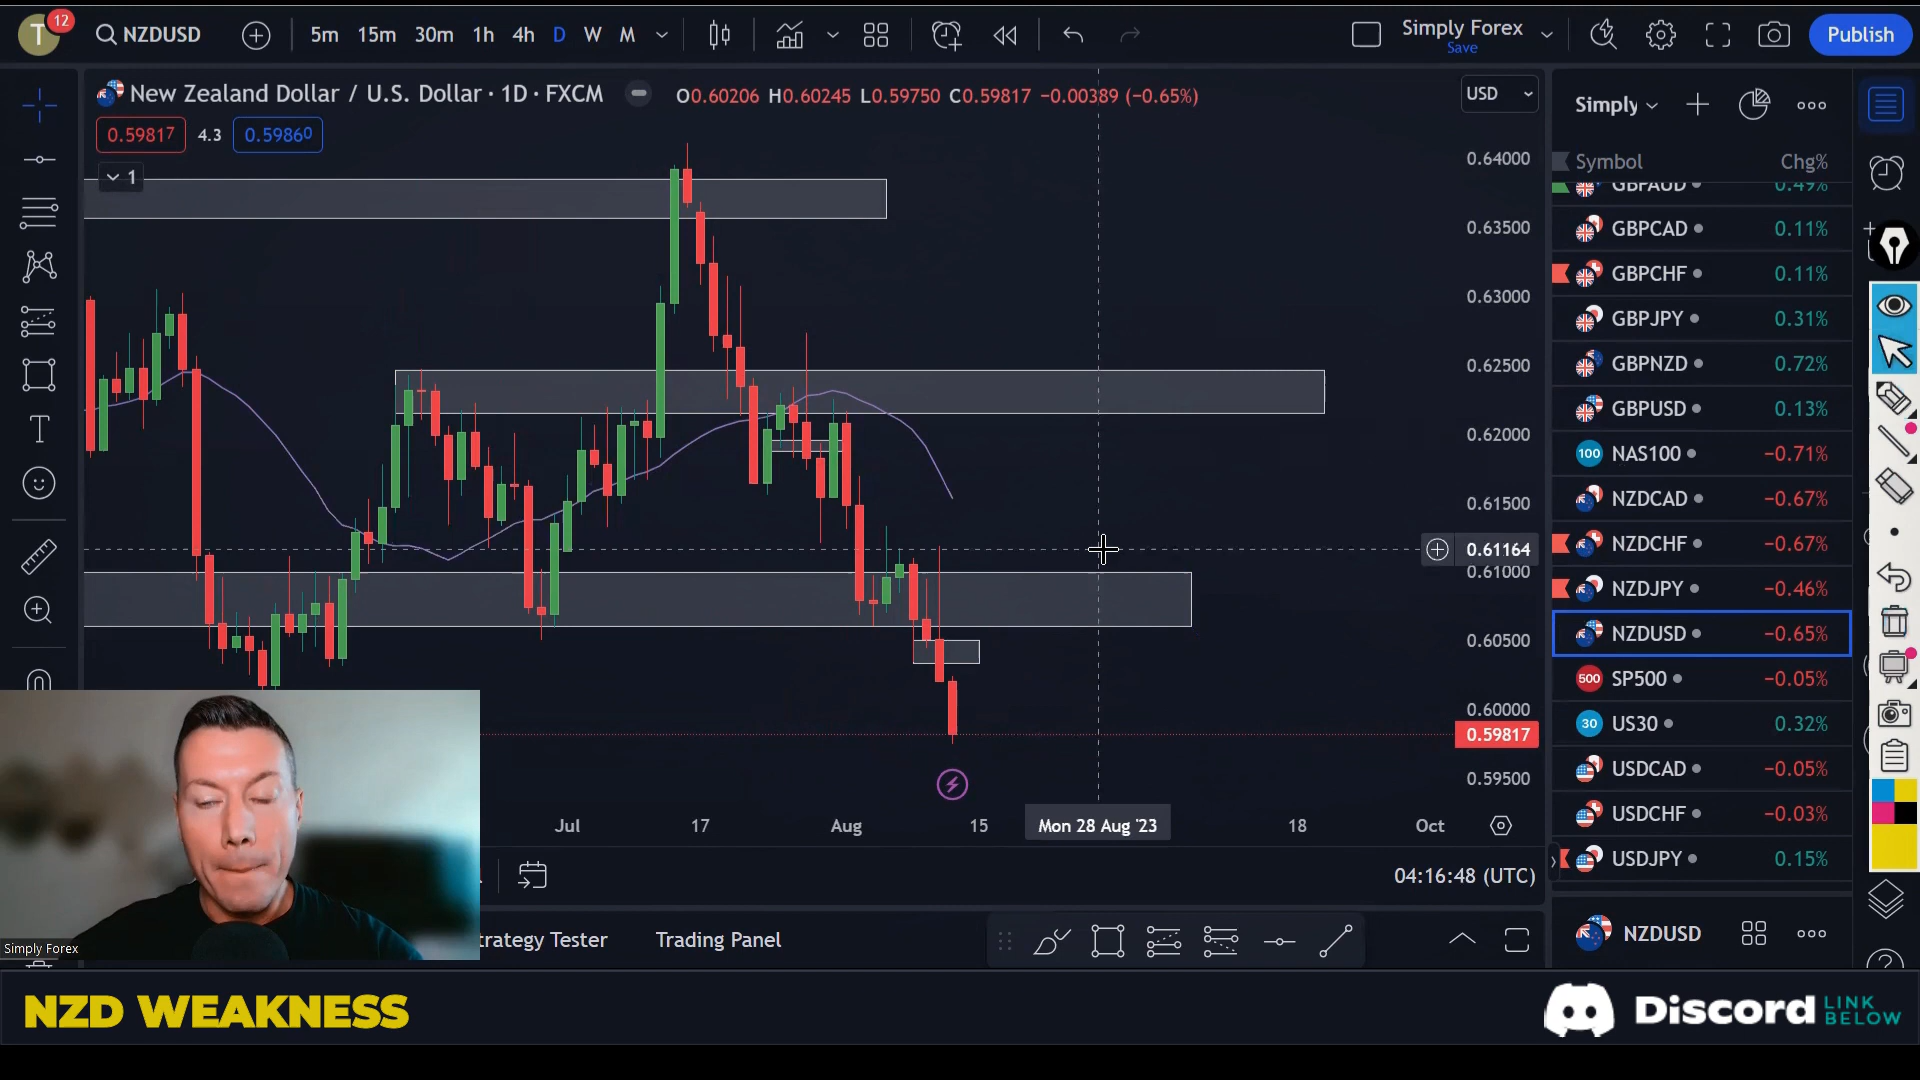 T
12
NZDUSD
5m 15m 30m 1h 4h D W M
Simply Forex
Save
Publish
New Zealand Dollar / U.S. Dollar · 1D · FXCM
O0.60206 H0.60245 L0.59750 C0.59817 −0.00389 (−0.65%)
USD
0.59817 4.3 0.59860
1
0.64000
0.63500
0.63000
0.62500
0.62000
0.61500
0.61164
0.61000
0.60500
0.60000
0.59817
0.59500
Jul 17 Aug 15 Mon 28 Aug '23 18 Oct
04:16:48 (UTC)
Simply
Symbol Chg%
GBPAUD 0.49%
GBPCAD 0.11%
GBPCHF 0.11%
GBPJPY 0.31%
GBPNZD 0.72%
GBPUSD 0.13%
100 NAS100 −0.71%
NZDCAD −0.67%
NZDCHF −0.67%
NZDJPY −0.46%
NZDUSD −0.65%
500 SP500 −0.05%
30 US30 0.32%
USDCAD −0.05%
USDCHF −0.03%
USDJPY 0.15%
NZDUSD
Simply Forex
trategy Tester
Trading Panel
NZD WEAKNESS
Discord
LINK
BELOW